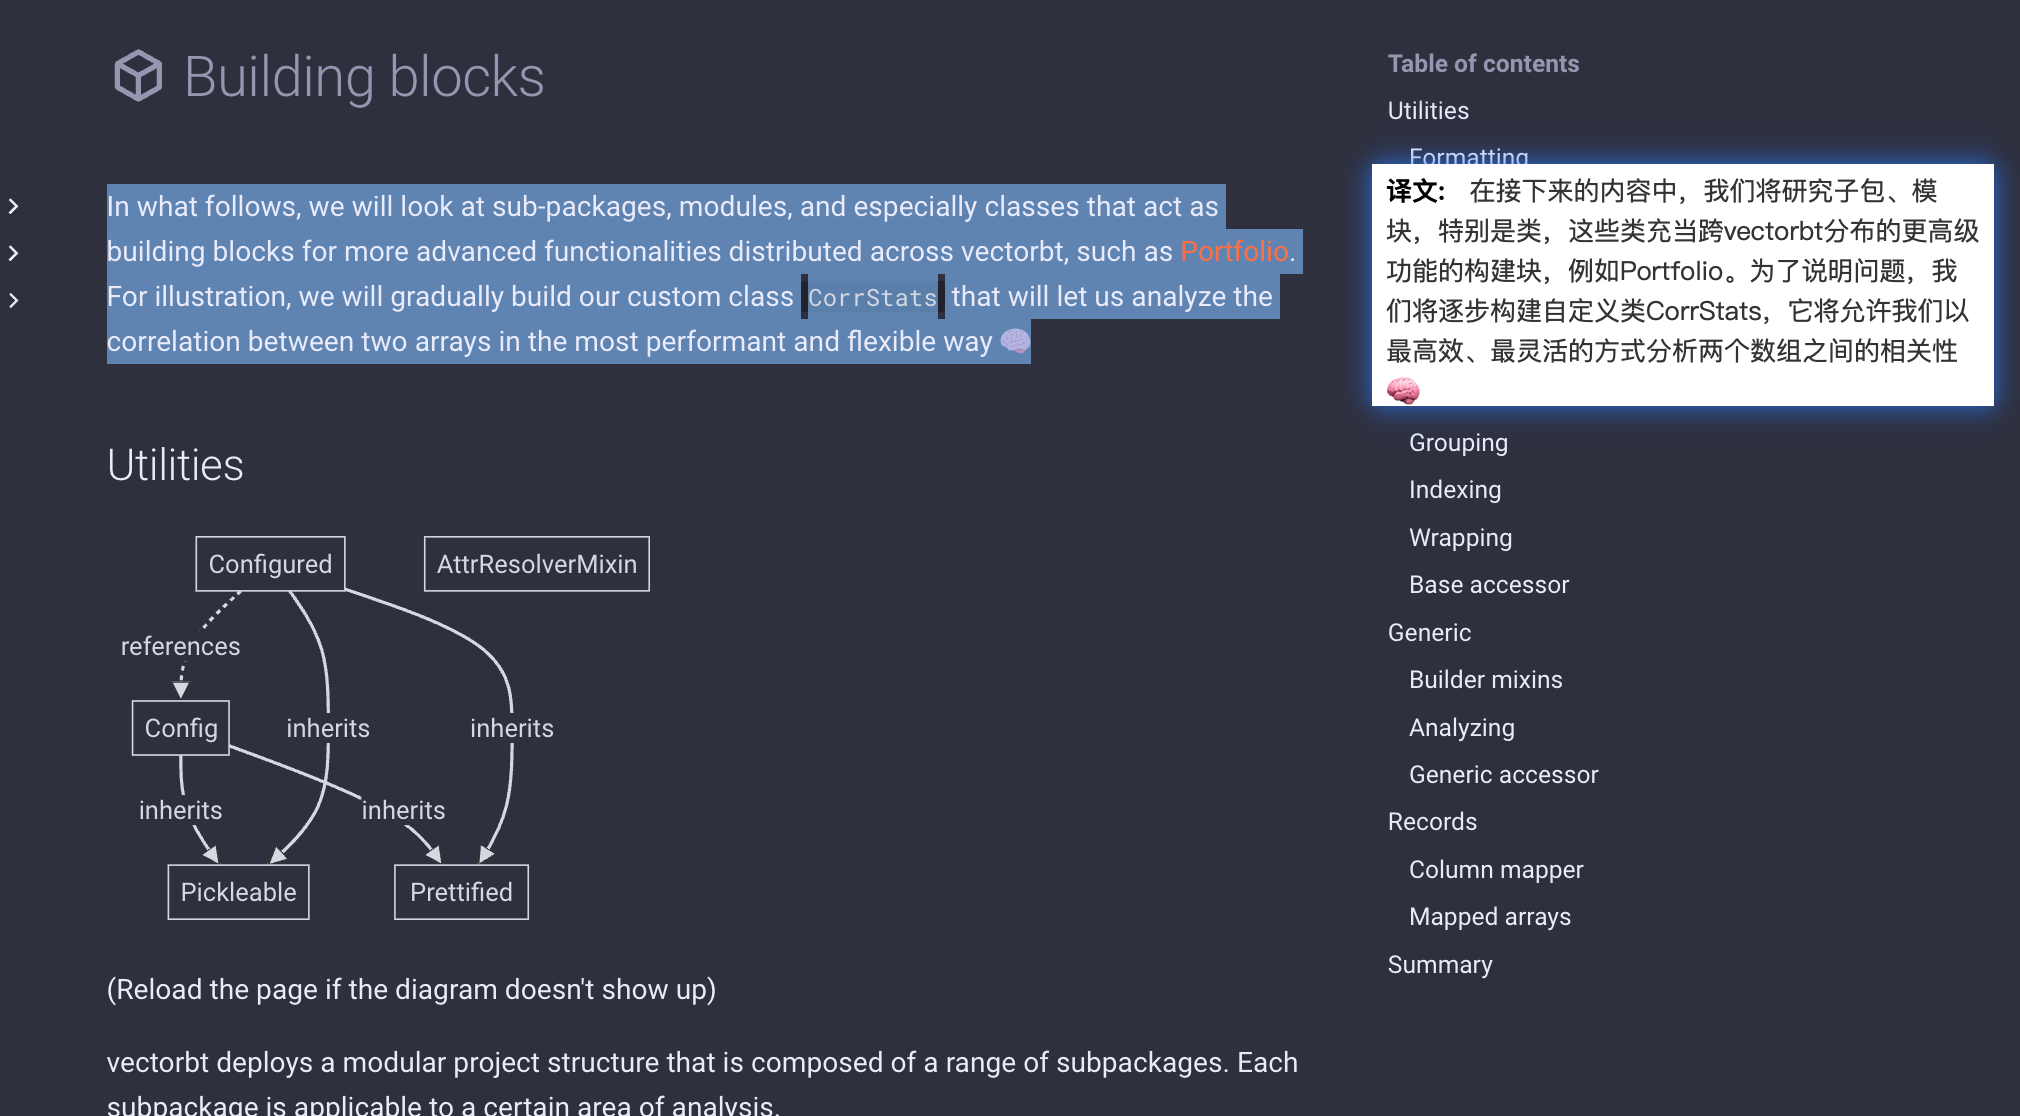 Building blocks
In what follows, we will look at sub-packages, modules, and especially classes that act as
building blocks for more advanced functionalities distributed across vectorbt, such as Portfolio.
For illustration, we will gradually build our custom class CorrStats that will let us analyze the
correlation between two arrays in the most performant and flexible way 🧠
Utilities
Configured
AttrResolverMixin
references
Config
inherits
inherits
inherits
inherits
Pickleable
Prettified
(Reload the page if the diagram doesn't show up)
vectorbt deploys a modular project structure that is composed of a range of subpackages. Each
subpackage is applicable to a certain area of analysis.
Table of contents
Utilities
Formatting
译文: 在接下来的内容中，我们将研究子包、模
块，特别是类，这些类充当跨vectorbt分布的更高级
功能的构建块，例如Portfolio。为了说明问题，我
们将逐步构建自定义类CorrStats，它将允许我们以
最高效、最灵活的方式分析两个数组之间的相关性
🧠
Grouping
Indexing
Wrapping
Base accessor
Generic
Builder mixins
Analyzing
Generic accessor
Records
Column mapper
Mapped arrays
Summary